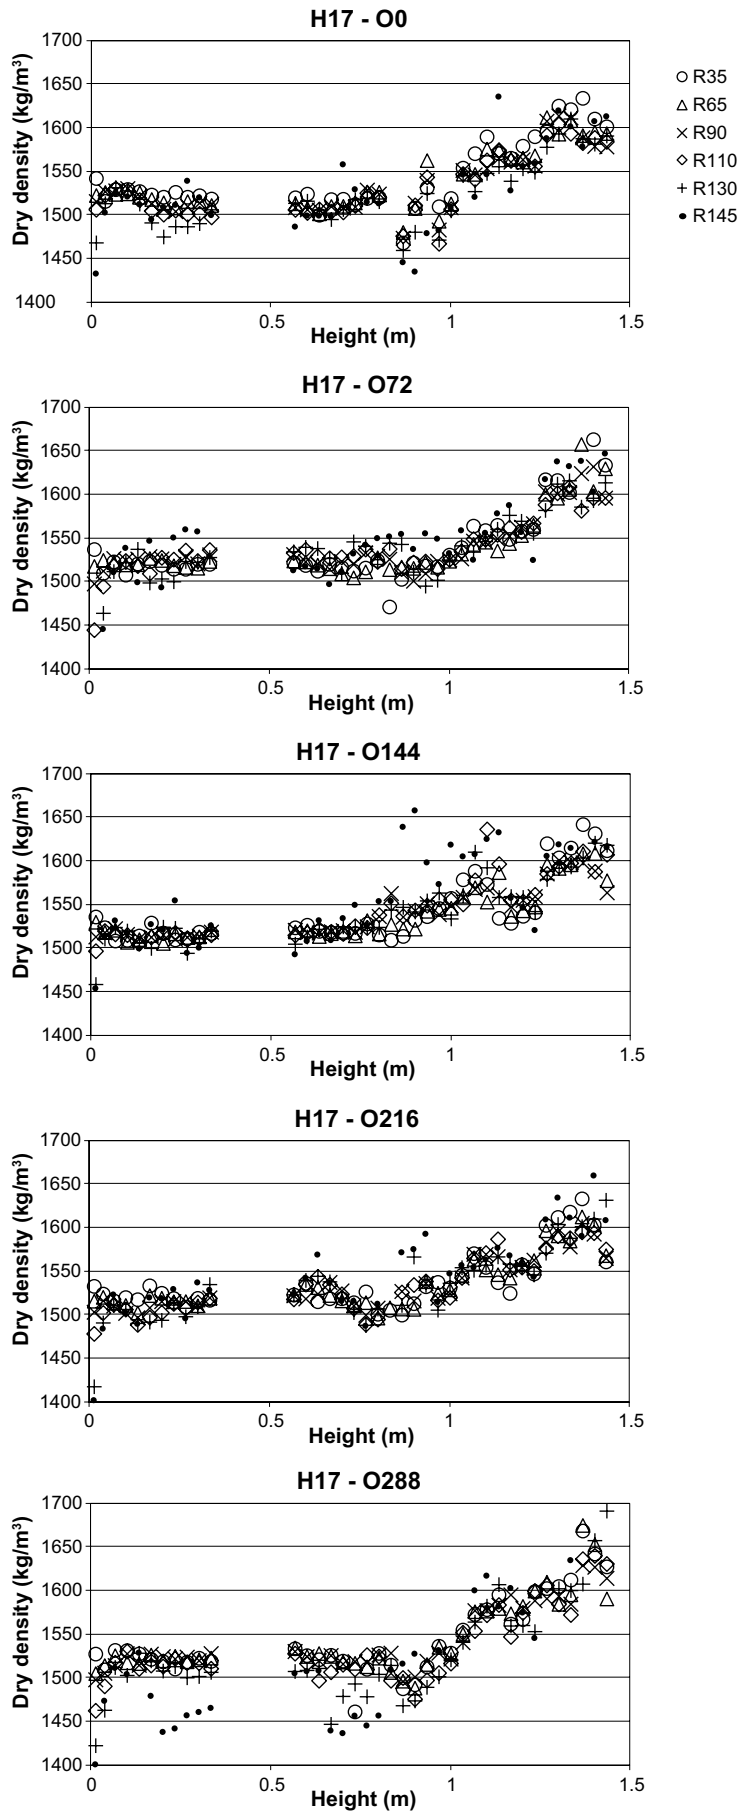 H17 - O0
Dry density (kg/m³)
1700
1650
1600
1550
1500
1450
1400
0
0.5
1
1.5
Height (m)
R35
R65
R90
R110
R130
R145
H17 - O72
Dry density (kg/m³)
1700
1650
1600
1550
1500
1450
1400
0
0.5
1
1.5
Height (m)
H17 - O144
Dry density (kg/m³)
1700
1650
1600
1550
1500
1450
1400
0
0.5
1
1.5
Height (m)
H17 - O216
Dry density (kg/m³)
1700
1650
1600
1550
1500
1450
1400
0
0.5
1
1.5
Height (m)
H17 - O288
Dry density (kg/m³)
1700
1650
1600
1550
1500
1450
1400
0
0.5
1
1.5
Height (m)